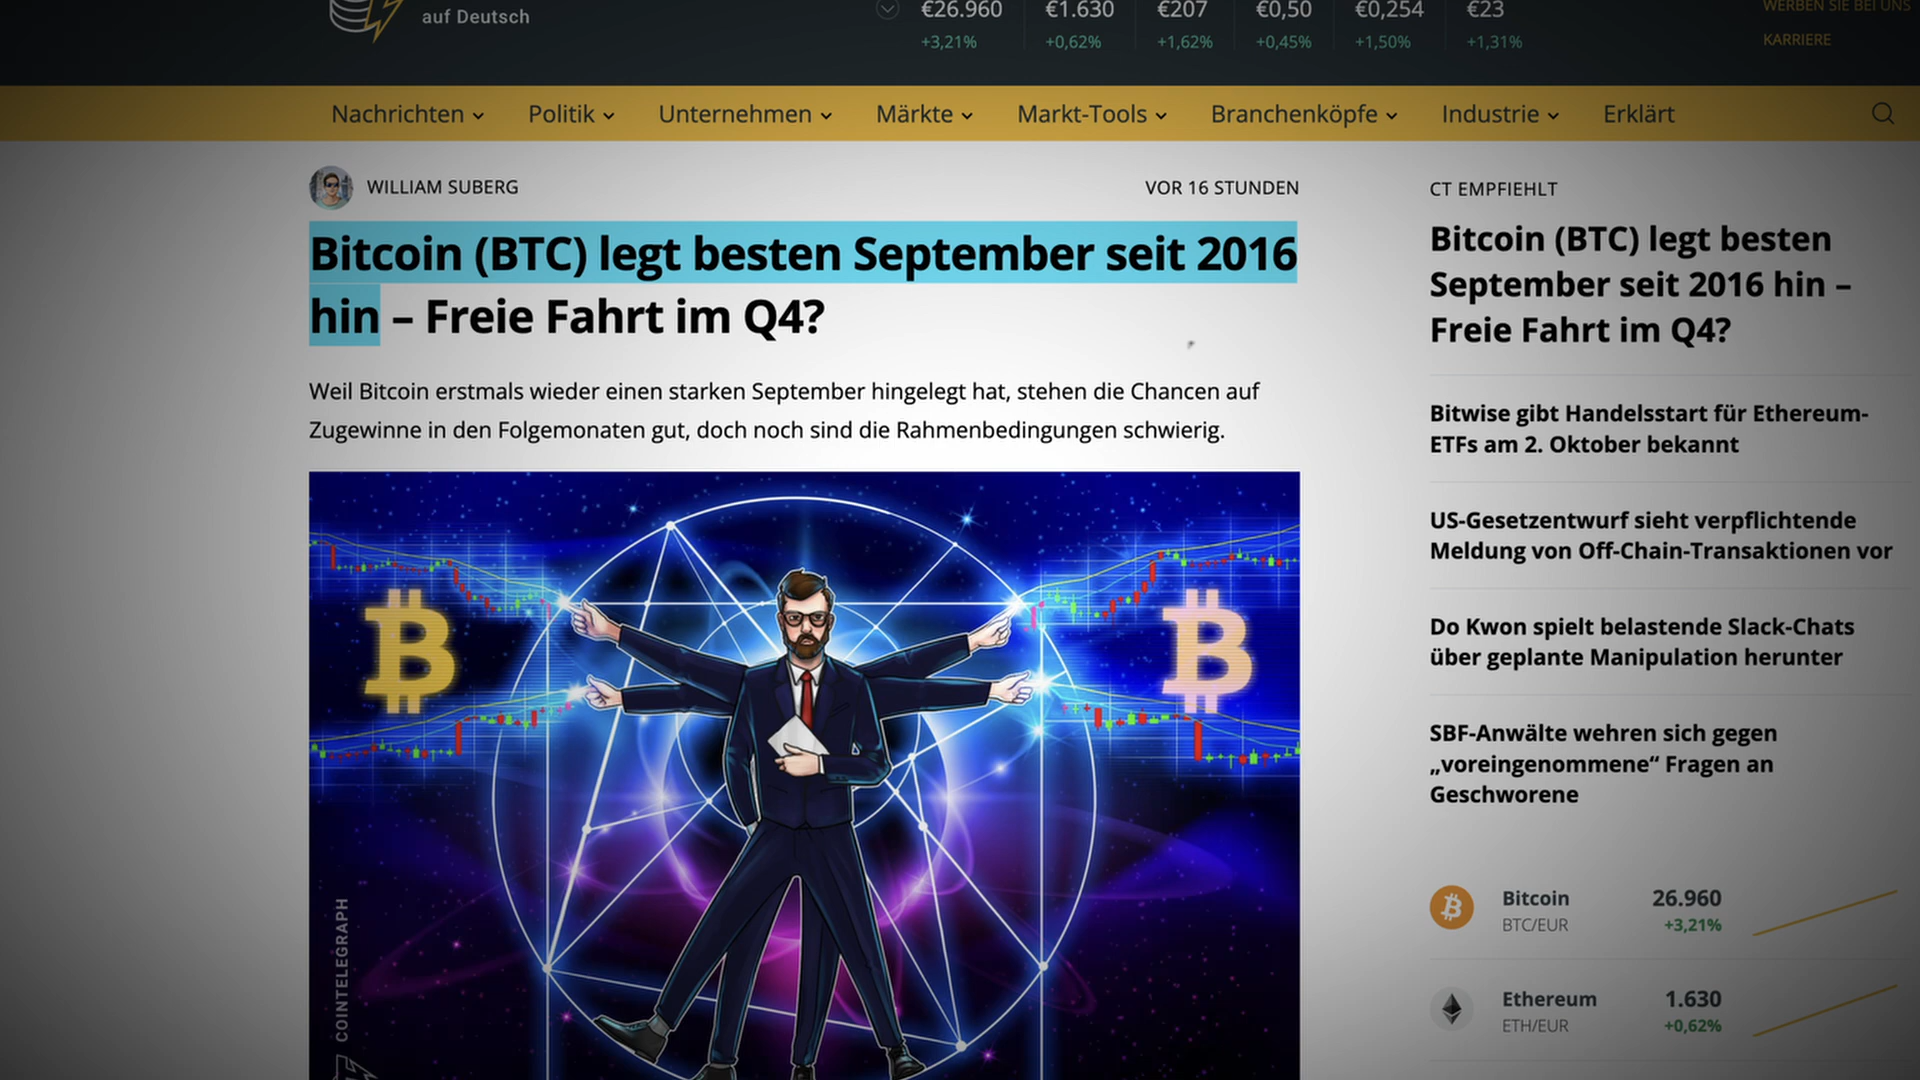 auf Deutsch
€26.960 €1.630 €207 €0,50 €0,254 €23
+3,21% +0,62% +1,62% +0,45% +1,50% +1,31%
WERBEN SIE BEI UNS
KARRIERE
Nachrichten Politik Unternehmen Märkte Markt-Tools Branchenköpfe Industrie Erklärt
WILLIAM SUBERG
VOR 16 STUNDEN
Bitcoin (BTC) legt besten September seit 2016
hin – Freie Fahrt im Q4?
Weil Bitcoin erstmals wieder einen starken September hingelegt hat, stehen die Chancen auf
Zugewinne in den Folgemonaten gut, doch noch sind die Rahmenbedingungen schwierig.
COINTELEGRAPH
CT EMPFIEHLT
Bitcoin (BTC) legt besten
September seit 2016 hin –
Freie Fahrt im Q4?
Bitwise gibt Handelsstart für Ethereum-
ETFs am 2. Oktober bekannt
US-Gesetzentwurf sieht verpflichtende
Meldung von Off-Chain-Transaktionen vor
Do Kwon spielt belastende Slack-Chats
über geplante Manipulation herunter
SBF-Anwälte wehren sich gegen
„voreingenommene“ Fragen an
Geschworene
Bitcoin 26.960
BTC/EUR +3,21%
Ethereum 1.630
ETH/EUR +0,62%